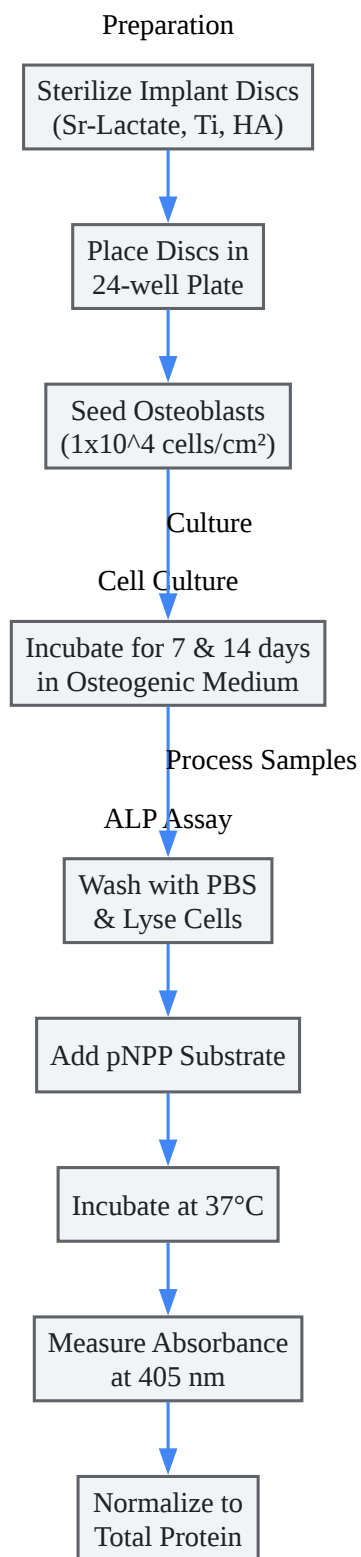 Preparation
Sterilize Implant Discs
(Sr-Lactate, Ti, HA)
Place Discs in
24-well Plate
Seed Osteoblasts
(1x10^4 cells/cm²)
Culture
Cell Culture
Incubate for 7 & 14 days
in Osteogenic Medium
Process Samples
ALP Assay
Wash with PBS
& Lyse Cells
Add pNPP Substrate
Incubate at 37°C
Measure Absorbance
at 405 nm
Normalize to
Total Protein